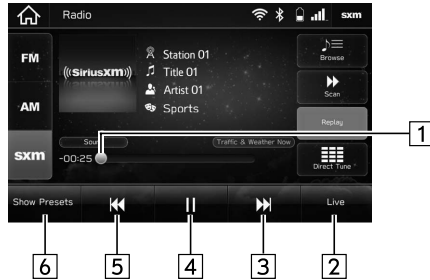 Radio
sxm
FM
AM
sxm
((SiriusXM))
Station 01
Title 01
Artist 01
Sports
Browse
Scan
Replay
Direct Tune
Traffic & Weather Now
-00:25
Show Presets
Live
1
6
5
4
3
2